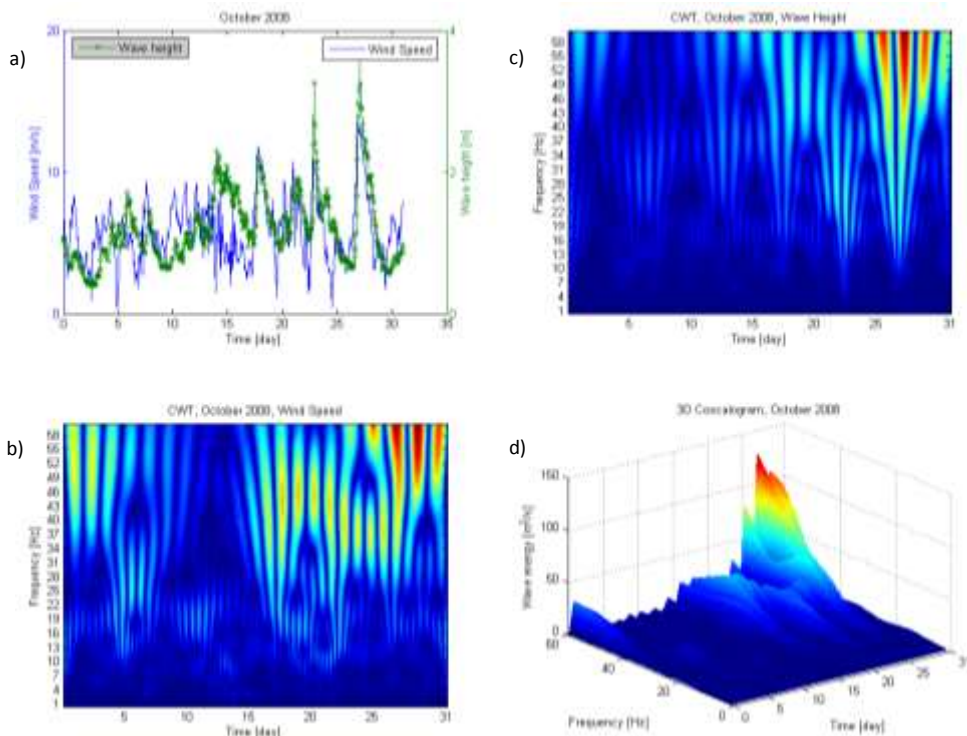 a)
October 2008
Wave height
Wind Speed
20
10
0
Wind Speed [m/s]
4
2
0
Wave height [m]
0 5 10 15 20 25 30 35
Time [day]
c)
CWT, October 2008, Wave Height
Frequency [Hz]
58
55
52
49
46
43
40
37
34
31
28
25
22
19
16
13
10
7
4
1
5 10 15 20 25 31
Time [day]
b)
CWT, October 2008, Wind Speed
Frequency [Hz]
58
55
52
49
46
43
40
37
34
31
28
25
22
19
16
13
10
7
4
1
5 10 15 20 25 31
Time [day]
d)
3D Coscalogram, October 2008
Wave energy [m²/s]
150
100
50
0
60
40
20
0
Frequency [Hz]
0 5 10 15 20 25 3
Time [day]